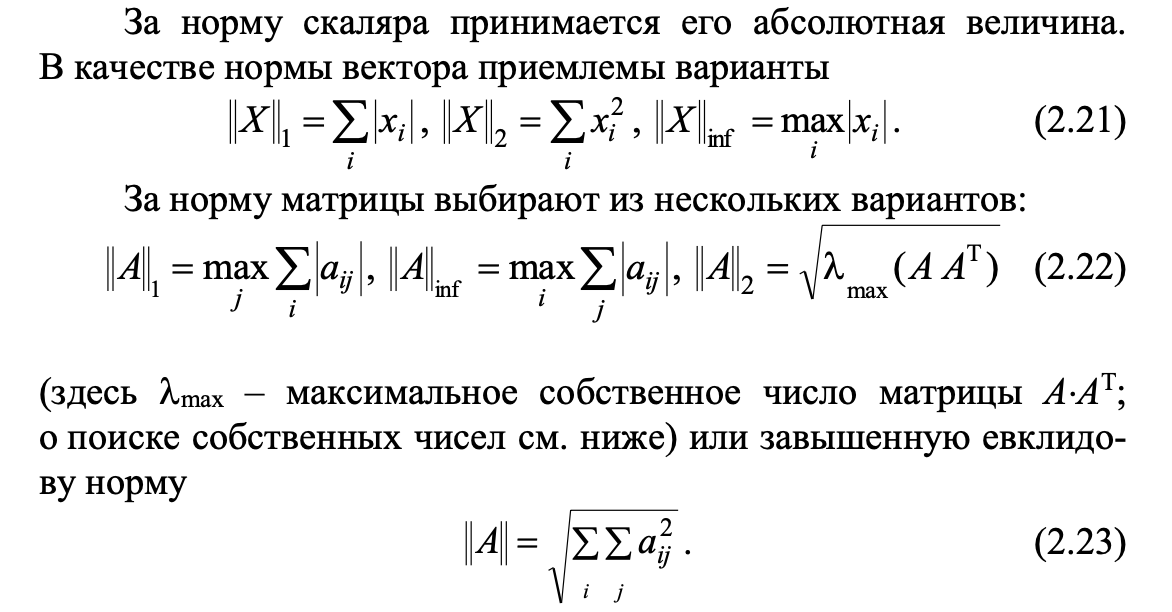 За норму скаляра принимается его абсолютная величина.
В качестве нормы вектора приемлемы варианты
‖X‖₁ = ∑ᵢ |xᵢ|, ‖X‖₂ = ∑ᵢ xᵢ², ‖X‖inf = maxᵢ |xᵢ|. (2.21)
За норму матрицы выбирают из нескольких вариантов:
‖A‖₁ = maxⱼ ∑ᵢ |aᵢⱼ|, ‖A‖inf = maxᵢ ∑ⱼ |aᵢⱼ|, ‖A‖₂ = √(λmax (A Aᵀ)) (2.22)
(здесь λmax – максимальное собственное число матрицы A·Aᵀ;
о поиске собственных чисел см. ниже) или завышенную евклидо-
ву норму
‖A‖ = √(∑ᵢ ∑ⱼ aᵢⱼ²). (2.23)